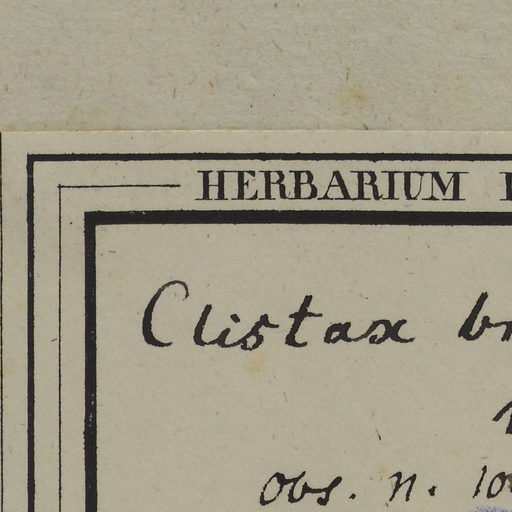 HERBARIUM
Clistax
Obs. n.